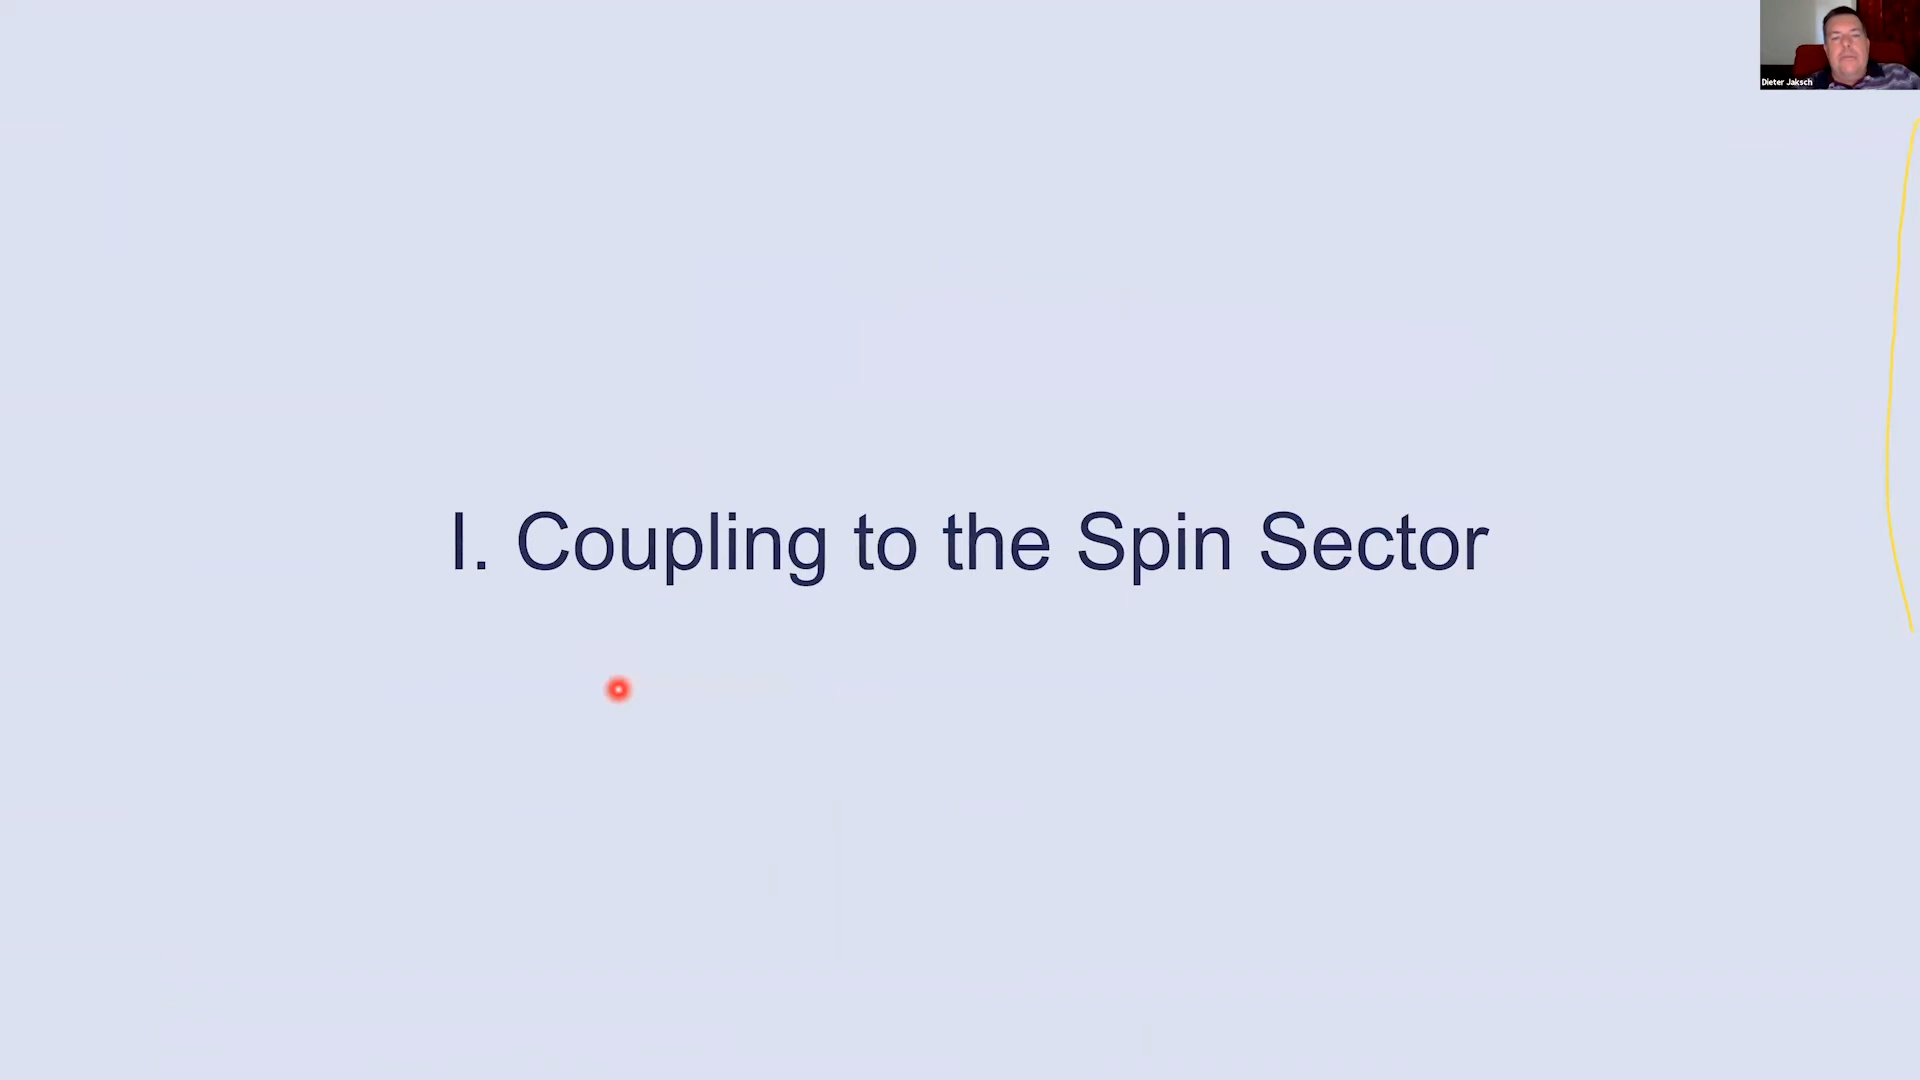 Dieter Jaksch
I. Coupling to the Spin Sector